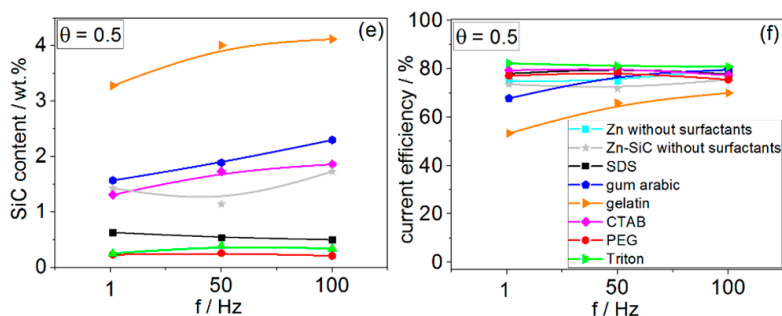 θ = 0.5
(e)
SiC content / wt.%
4
3
2
1
0
1
50
100
f / Hz
θ = 0.5
(f)
current efficiency / %
100
80
60
40
20
0
Zn without surfactants
Zn-SiC without surfactants
SDS
gum arabic
gelatin
CTAB
PEG
Triton
1
50
100
f / Hz